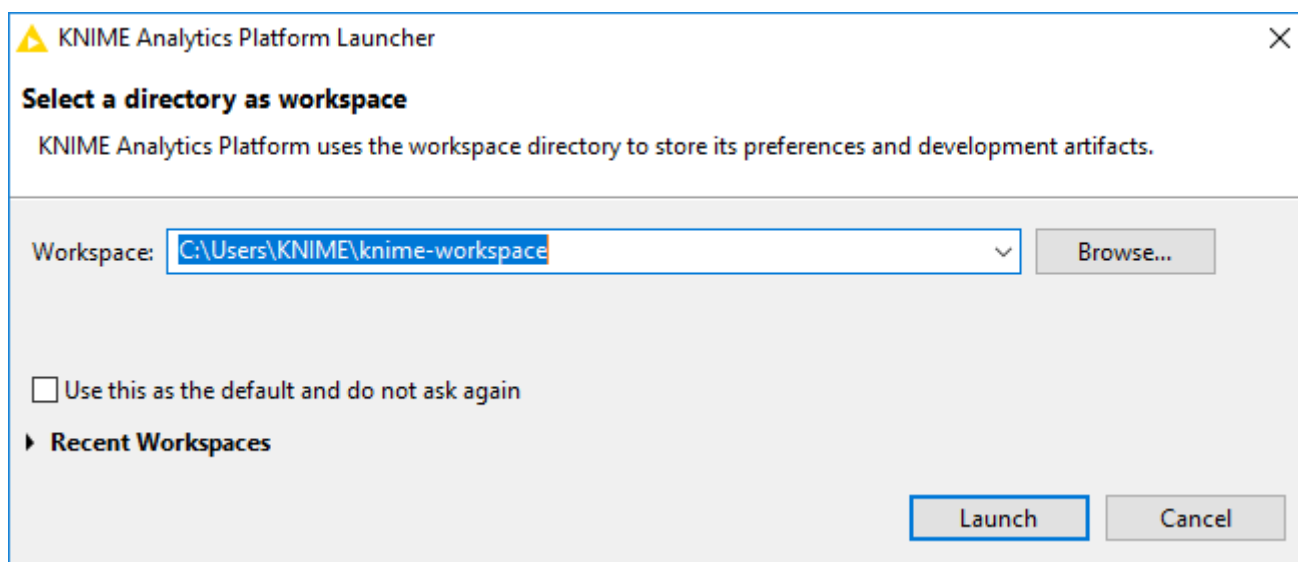 KNIME Analytics Platform Launcher
Select a directory as workspace
KNIME Analytics Platform uses the workspace directory to store its preferences and development artifacts.
Workspace: C:\Users\KNIME\knime-workspace Browse...
Use this as the default and do not ask again
Recent Workspaces
Launch Cancel